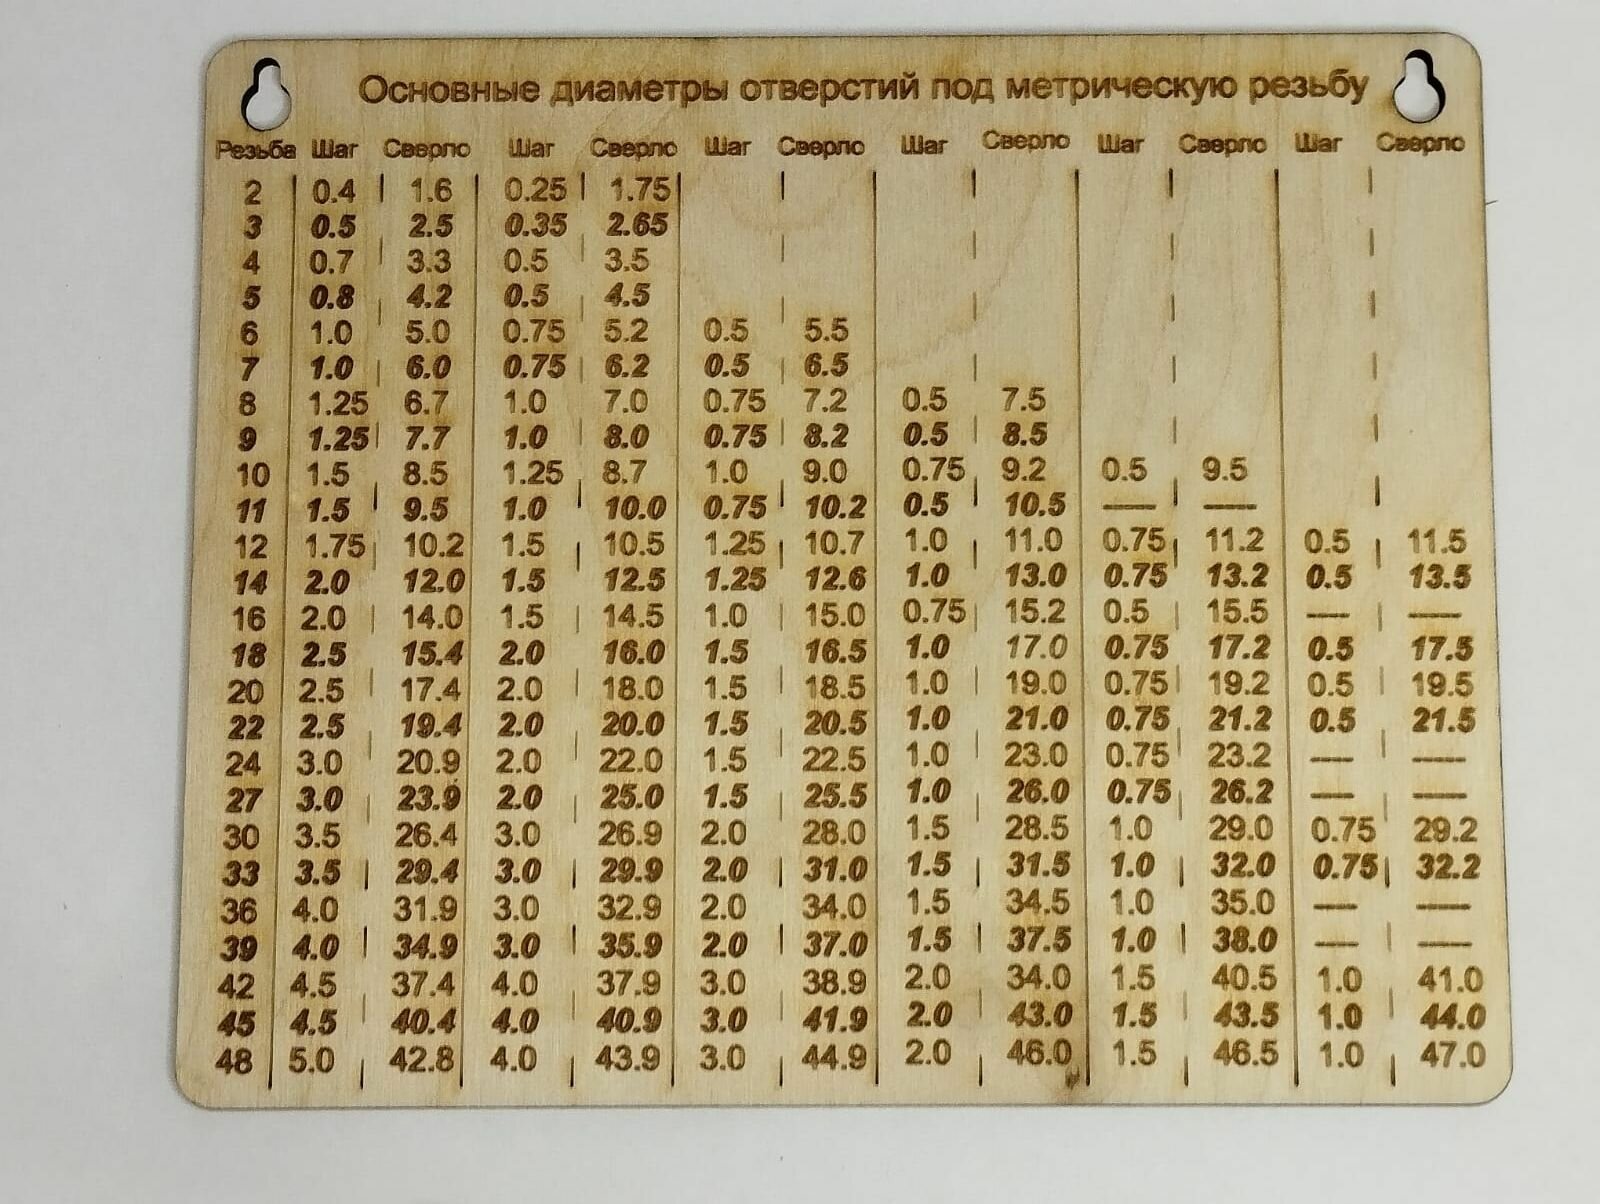 Основные диаметры отверстий под метрическую резьбу
Резьба Шаг Сверло Шаг Сверло Шаг Сверло Шаг Сверло Шаг Сверло Шаг Сверло
2 0.4 1.6 0.25 1.75
3 0.5 2.5 0.35 2.65
4 0.7 3.3 0.5 3.5
5 0.8 4.2 0.5 4.5
6 1.0 5.0 0.75 5.2 0.5 5.5
7 1.0 6.0 0.75 6.2 0.5 6.5
8 1.25 6.7 1.0 7.0 0.75 7.2 0.5 7.5
9 1.25 7.7 1.0 8.0 0.75 8.2 0.5 8.5
10 1.5 8.5 1.25 8.7 1.0 9.0 0.75 9.2 0.5 9.5
11 1.5 9.5 1.0 10.0 0.75 10.2 0.5 10.5 — —
12 1.75 10.2 1.5 10.5 1.25 10.7 1.0 11.0 0.75 11.2 0.5 11.5
14 2.0 12.0 1.5 12.5 1.25 12.6 1.0 13.0 0.75 13.2 0.5 13.5
16 2.0 14.0 1.5 14.5 1.0 15.0 0.75 15.2 0.5 15.5 — —
18 2.5 15.4 2.0 16.0 1.5 16.5 1.0 17.0 0.75 17.2 0.5 17.5
20 2.5 17.4 2.0 18.0 1.5 18.5 1.0 19.0 0.75 19.2 0.5 19.5
22 2.5 19.4 2.0 20.0 1.5 20.5 1.0 21.0 0.75 21.2 0.5 21.5
24 3.0 20.9 2.0 22.0 1.5 22.5 1.0 23.0 0.75 23.2 — —
27 3.0 23.9 2.0 25.0 1.5 25.5 1.0 26.0 0.75 26.2 — —
30 3.5 26.4 3.0 26.9 2.0 28.0 1.5 28.5 1.0 29.0 0.75 29.2
33 3.5 29.4 3.0 29.9 2.0 31.0 1.5 31.5 1.0 32.0 0.75 32.2
36 4.0 31.9 3.0 32.9 2.0 34.0 1.5 34.5 1.0 35.0 — —
39 4.0 34.9 3.0 35.9 2.0 37.0 1.5 37.5 1.0 38.0 — —
42 4.5 37.4 4.0 37.9 3.0 38.9 2.0 34.0 1.5 40.5 1.0 41.0
45 4.5 40.4 4.0 40.9 3.0 41.9 2.0 43.0 1.5 43.5 1.0 44.0
48 5.0 42.8 4.0 43.9 3.0 44.9 2.0 46.0 1.5 46.5 1.0 47.0